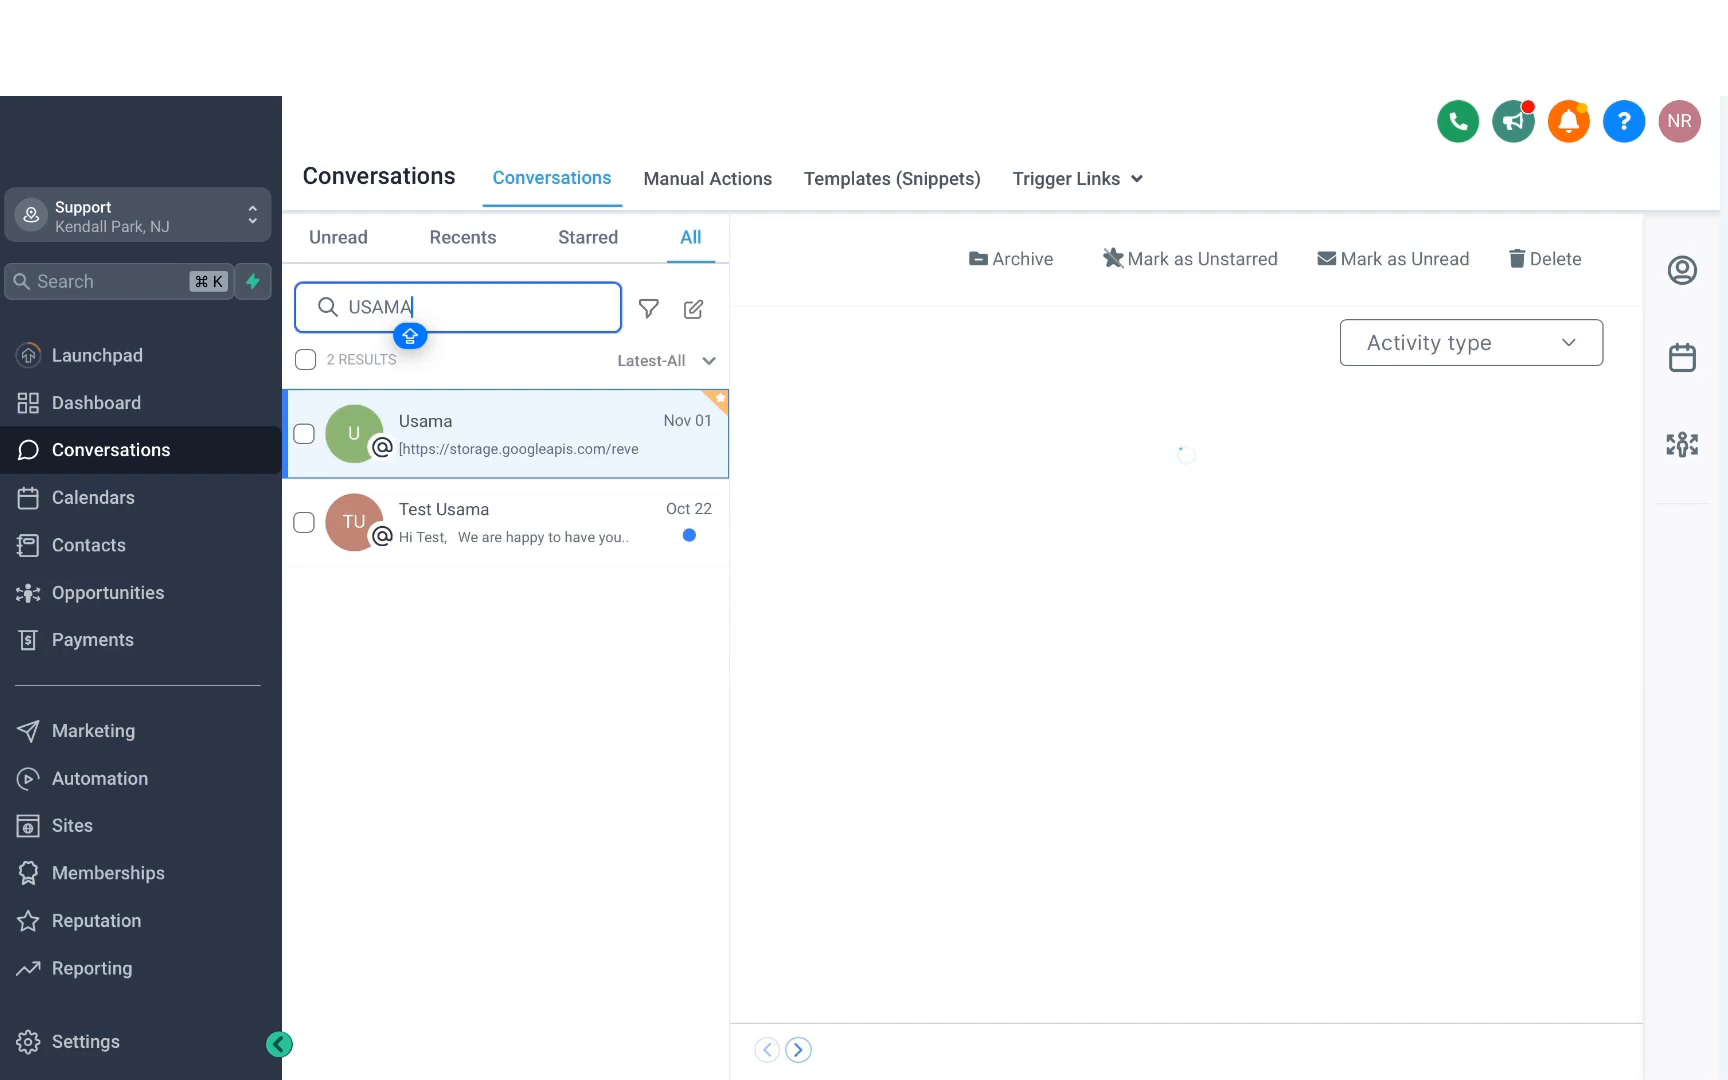 NR
Conversations
Conversations
Manual Actions
Templates (Snippets)
Trigger Links
Support
Kendall Park, NJ
Search
⌘ K
Launchpad
Dashboard
Conversations
Calendars
Contacts
Opportunities
Payments
Marketing
Automation
Sites
Memberships
Reputation
Reporting
Settings
Unread
Recents
Starred
All
USAMA
2 RESULTS
Latest-All
U
Usama
Nov 01
@
[https://storage.googleapis.com/reve
TU
Test Usama
Oct 22
@
Hi Test, We are happy to have you..
Archive
Mark as Unstarred
Mark as Unread
Delete
Activity type